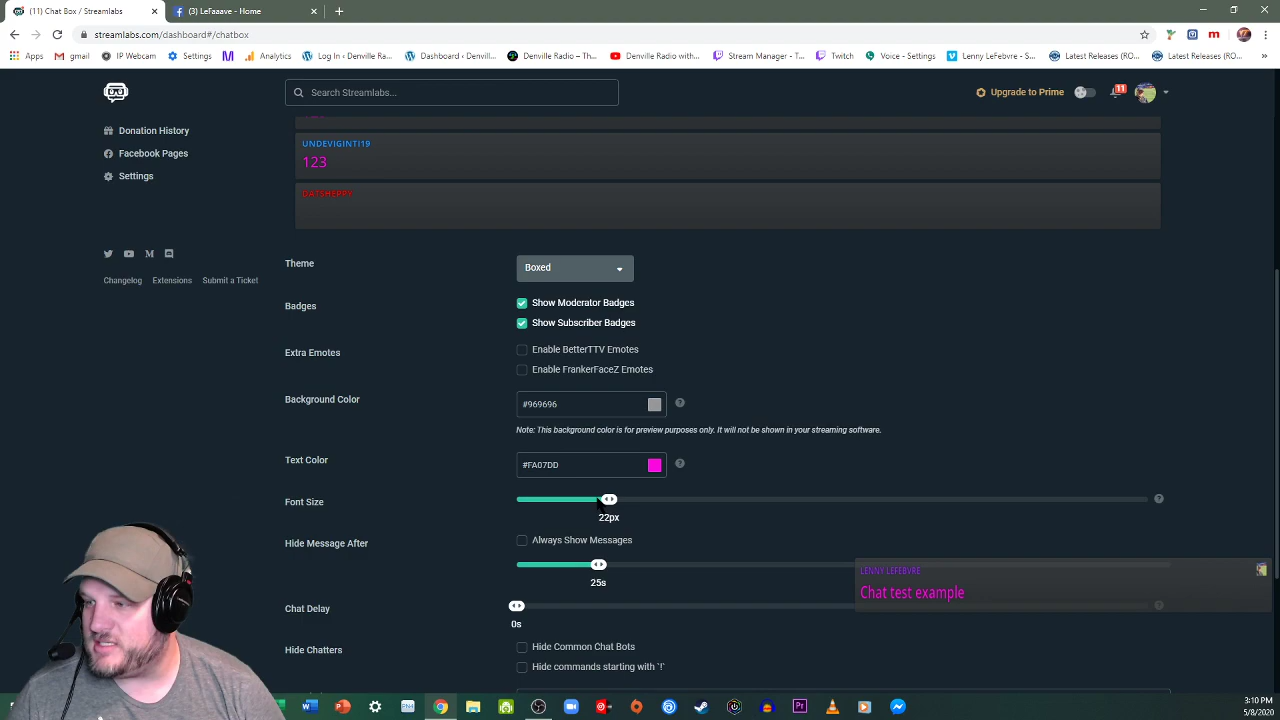 (11) Chat Box / Streamlabs
(3) LeFaaave - Home
streamlabs.com/dashboard#/chatbox
Apps
gmail
IP Webcam
Settings
Analytics
Log In ‹ Denville Ra...
Dashboard ‹ Denvill...
Denville Radio – Th...
Denville Radio with...
Stream Manager - T...
Twitch
Voice - Settings
Lenny Lefebvre - S...
Latest Releases (RO...
Latest Releases (RO...
Search Streamlabs...
Upgrade to Prime
11
Donation History
Facebook Pages
Settings
Changelog
Extensions
Submit a Ticket
UNDEVIGINTI19
123
DATSHEFFY
Theme
Boxed
Badges
Show Moderator Badges
Show Subscriber Badges
Extra Emotes
Enable BetterTTV Emotes
Enable FrankerFaceZ Emotes
Background Color
#969696
Note: This background color is for preview purposes only. It will not be shown in your streaming software.
Text Color
#FA07DD
Font Size
22px
Hide Message After
Always Show Messages
25s
LENNY LEFEBVRE
Chat test example
Chat Delay
0s
Hide Chatters
Hide Common Chat Bots
Hide commands starting with `!`
3:10 PM
5/8/2020